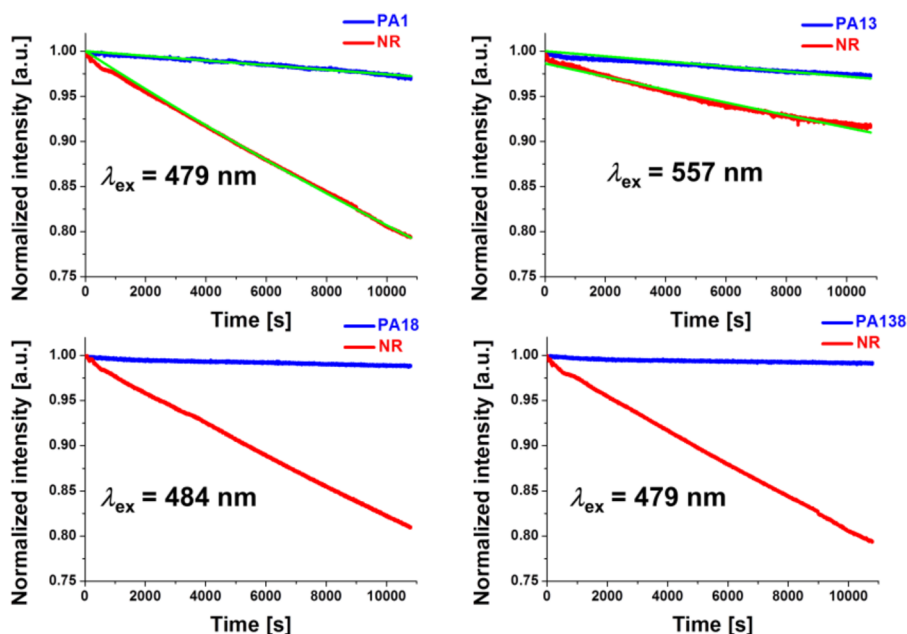 PA1
NR
1.00
0.95
0.90
0.85
0.80
0.75
Normalized intensity [a.u.]
λex = 479 nm
0 2000 4000 6000 8000 10000
Time [s]
PA13
NR
1.00
0.95
0.90
0.85
0.80
0.75
Normalized intensity [a.u.]
λex = 557 nm
0 2000 4000 6000 8000 10000
Time [s]
PA18
NR
1.00
0.95
0.90
0.85
0.80
0.75
Normalized intensity [a.u.]
λex = 484 nm
0 2000 4000 6000 8000 10000
Time [s]
PA138
NR
1.00
0.95
0.90
0.85
0.80
0.75
Normalized intensity [a.u.]
λex = 479 nm
0 2000 4000 6000 8000 10000
Time [s]